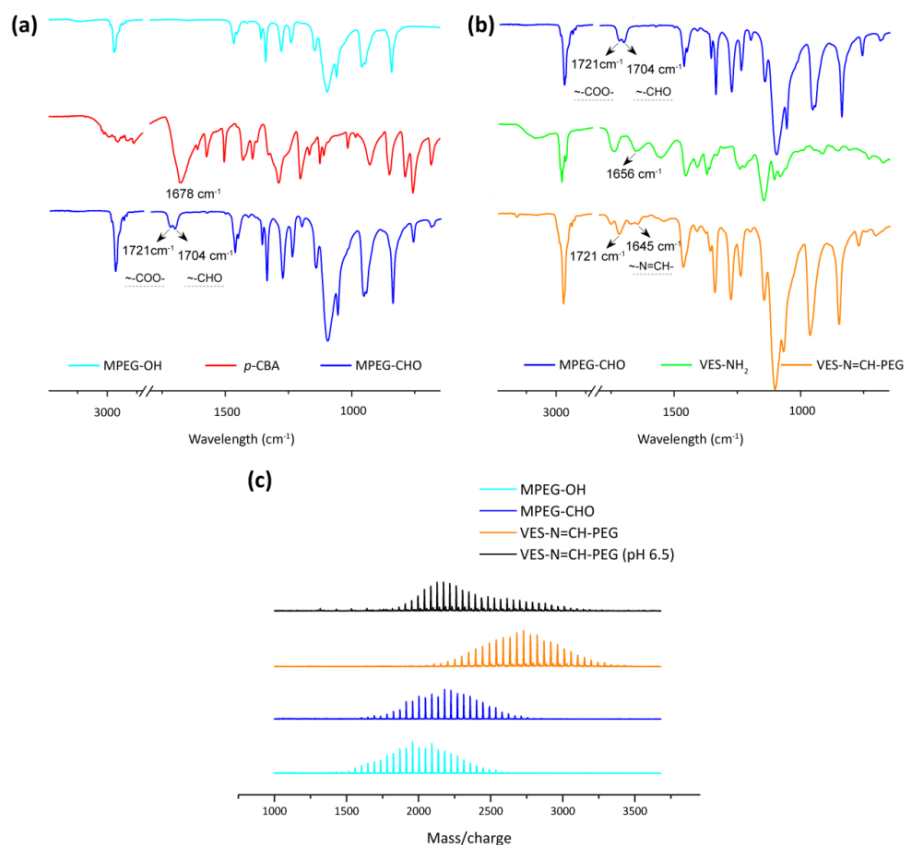 (a)
1678 cm-1
1721cm-1
1704 cm-1
~-COO-
~-CHO
MPEG-OH
p-CBA
MPEG-CHO
3000
1500
1000
Wavelength (cm-1)
(b)
1721cm-1
1704 cm-1
~-COO-
~-CHO
1656 cm-1
1721 cm-1
1645 cm-1
~-N=CH-
MPEG-CHO
VES-NH2
VES-N=CH-PEG
3000
1500
1000
Wavelength (cm-1)
(c)
MPEG-OH
MPEG-CHO
VES-N=CH-PEG
VES-N=CH-PEG (pH 6.5)
1000
1500
2000
2500
3000
3500
Mass/charge